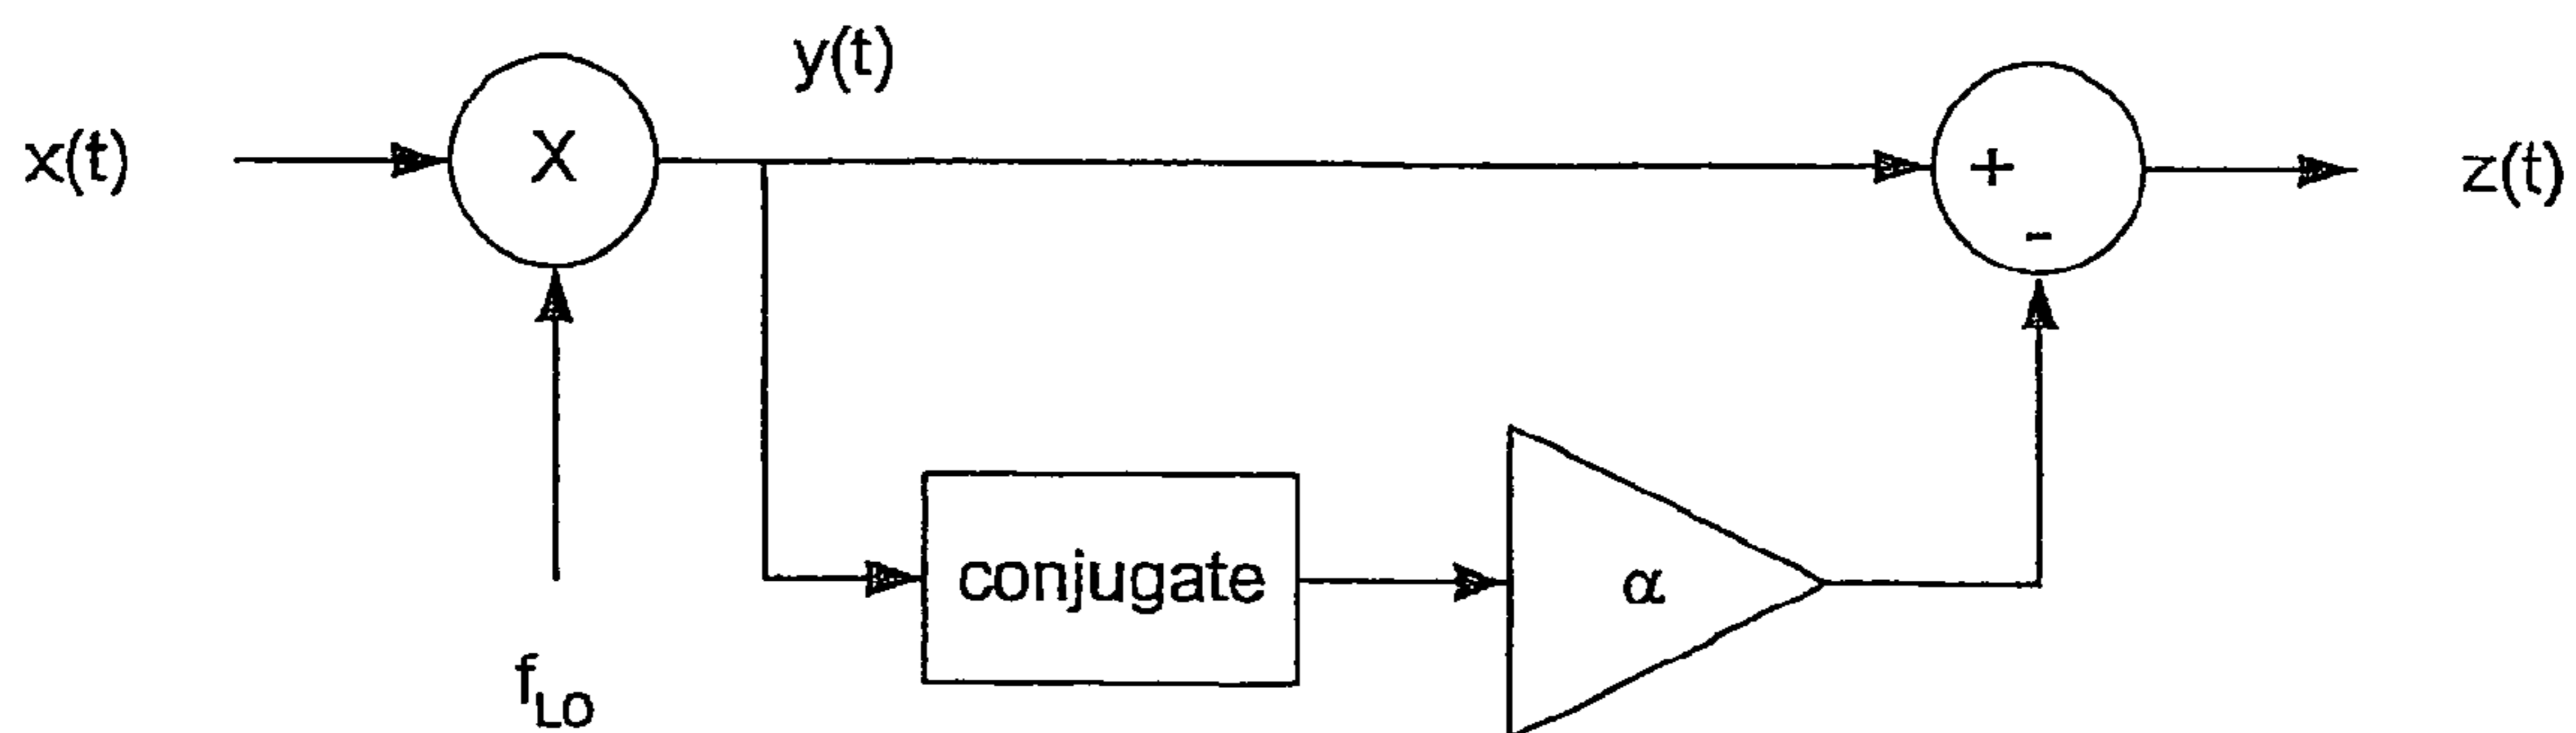 y(t)
x(t)
X
+
-
z(t)
conjugate
α
f_LO